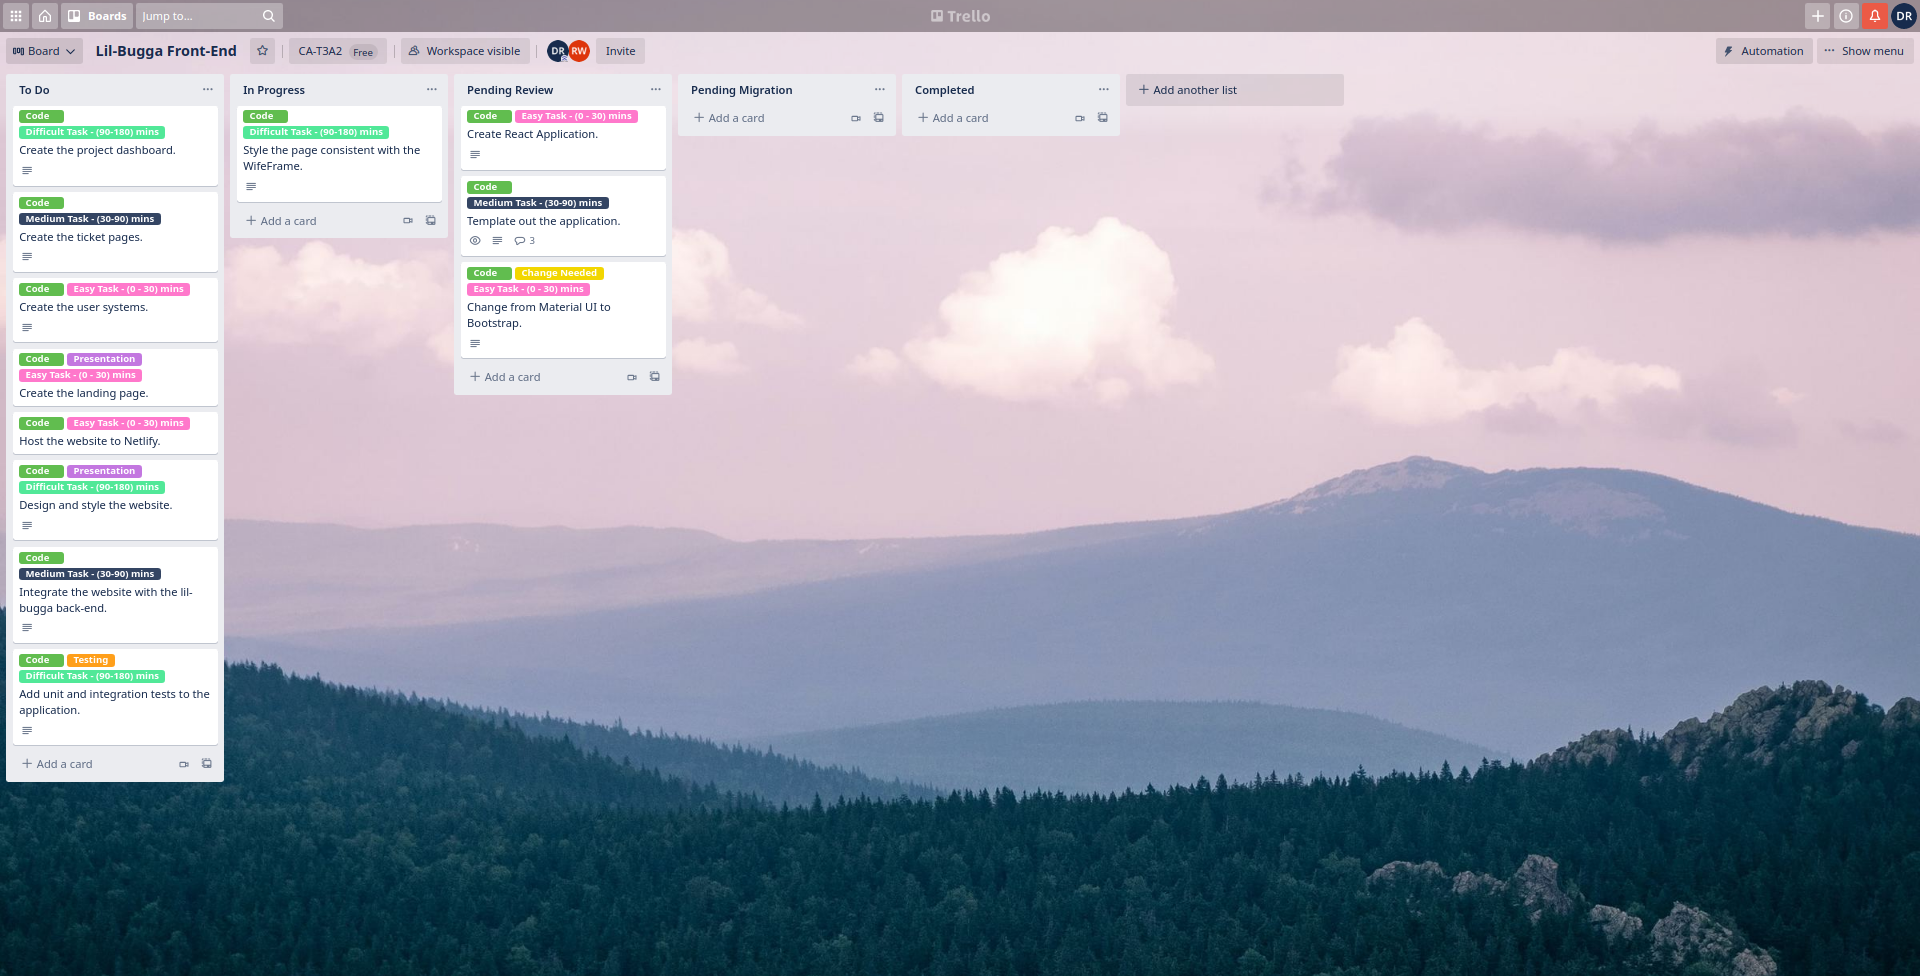 Boards
Jump to...
Trello
DR
Board
Lil-Bugga Front-End
CA-T3A2 Free
Workspace visible
DR RW
Invite
Automation
··· Show menu
To Do
Code
Difficult Task - (90-180) mins
Create the project dashboard.
Code
Medium Task - (30-90) mins
Create the ticket pages.
Code Easy Task - (0 - 30) mins
Create the user systems.
Code Presentation
Easy Task - (0 - 30) mins
Create the landing page.
Code Easy Task - (0 - 30) mins
Host the website to Netlify.
Code Presentation
Difficult Task - (90-180) mins
Design and style the website.
Code
Medium Task - (30-90) mins
Integrate the website with the lil-
bugga back-end.
Code Testing
Difficult Task - (90-180) mins
Add unit and integration tests to the
application.
+ Add a card
In Progress
Code
Difficult Task - (90-180) mins
Style the page consistent with the
WifeFrame.
+ Add a card
Pending Review
Code Easy Task - (0 - 30) mins
Create React Application.
Code
Medium Task - (30-90) mins
Template out the application.
3
Code Change Needed
Easy Task - (0 - 30) mins
Change from Material UI to
Bootstrap.
+ Add a card
Pending Migration
+ Add a card
Completed
+ Add a card
+ Add another list